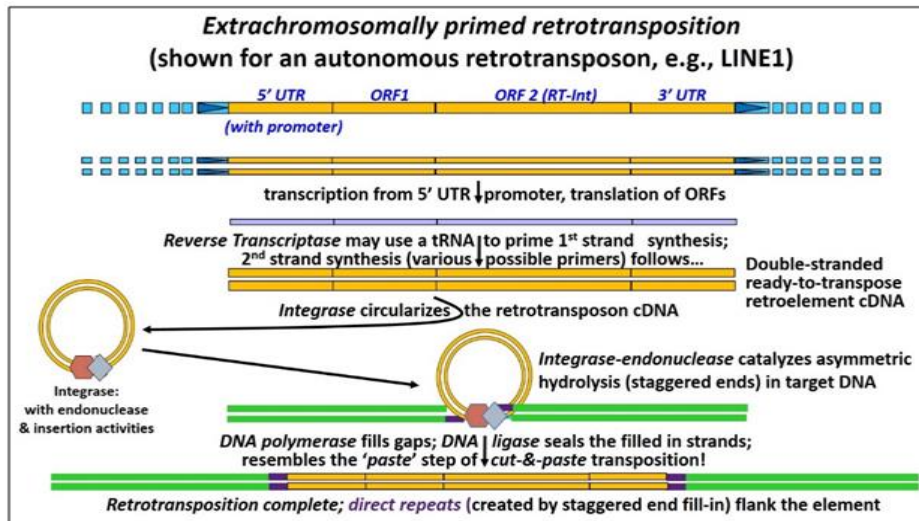 Extrachromosomally primed retrotransposition
(shown for an autonomous retrotransposon, e.g., LINE1)
5’ UTR ORF1 ORF 2 (RT-Int) 3’ UTR
(with promoter)
transcription from 5’ UTR promoter, translation of ORFs
Reverse Transcriptase may use a tRNA to prime 1st strand synthesis;
2nd strand synthesis (various possible primers) follows...
Double-stranded
ready-to-transpose
retroelement cDNA
Integrase circularizes the retrotransposon cDNA
Integrase:
with endonuclease
& insertion activities
Integrase-endonuclease catalyzes asymmetric
hydrolysis (staggered ends) in target DNA
DNA polymerase fills gaps; DNA ligase seals the filled in strands;
resembles the ‘paste’ step of cut-&-paste transposition!
Retrotransposition complete; direct repeats (created by staggered end fill-in) flank the element